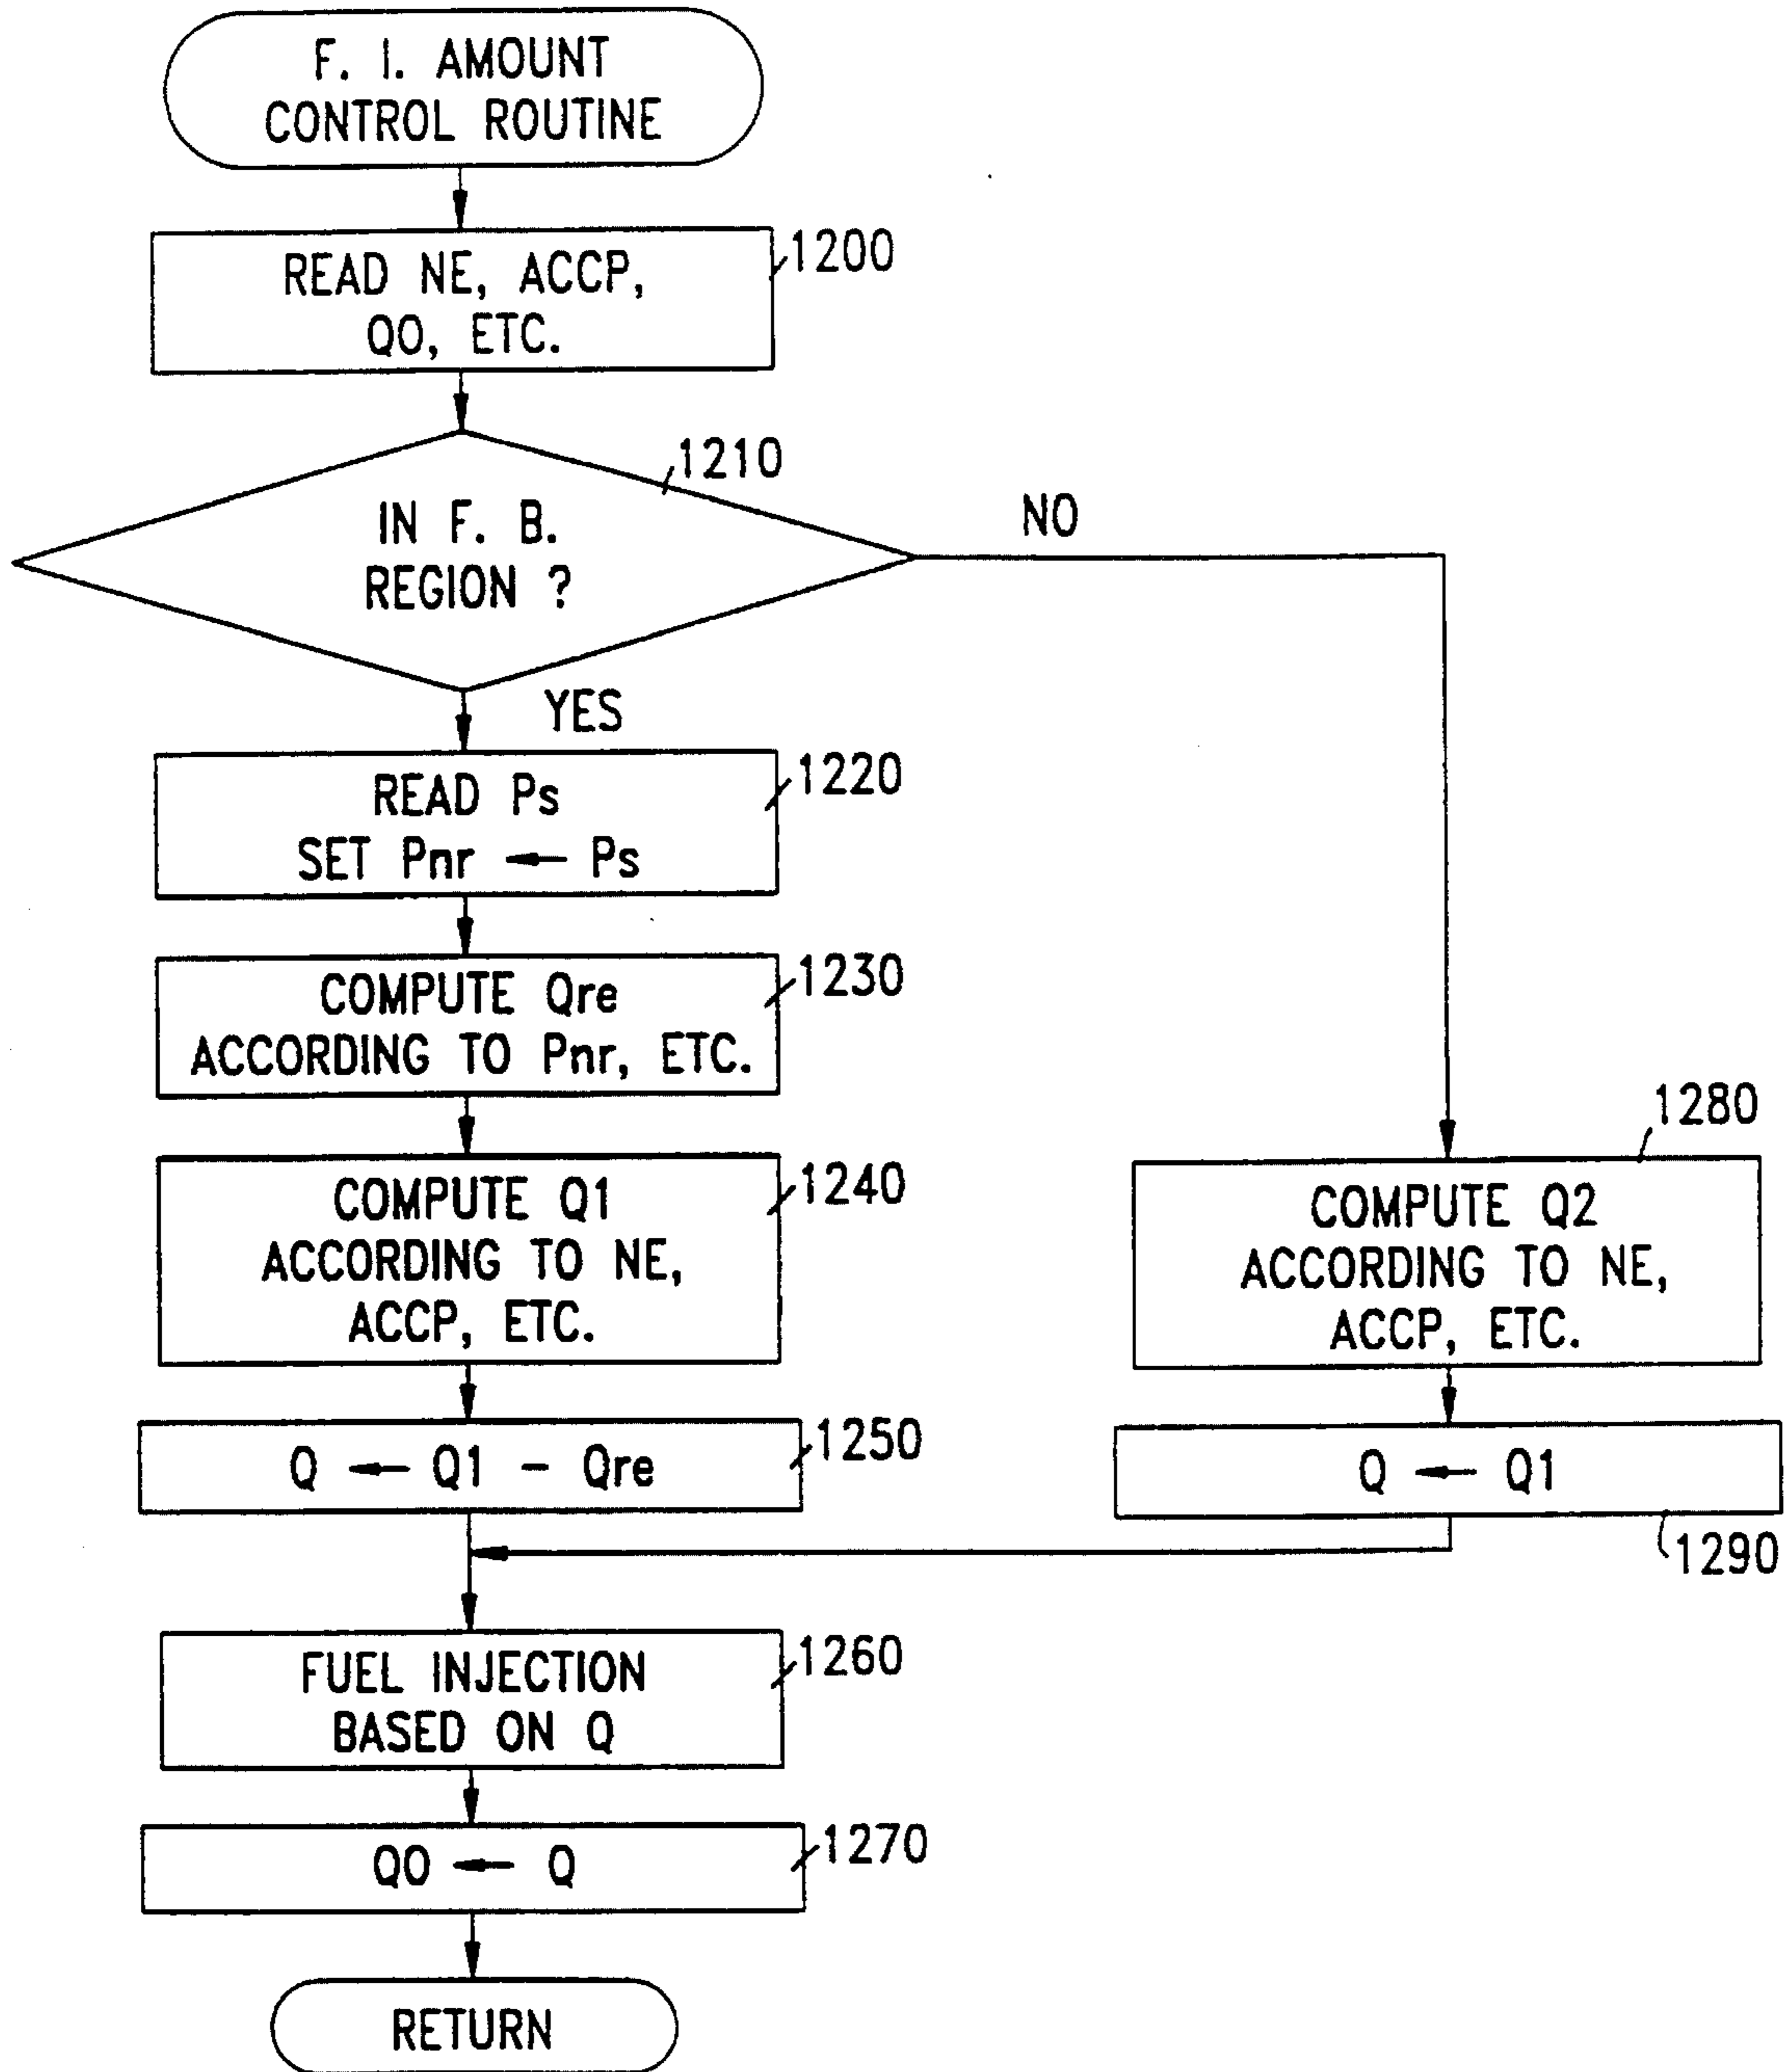 F. I. AMOUNT
CONTROL ROUTINE
READ NE, ACCP,
Q0, ETC.
1200
IN F. B.
REGION ?
1210
NO
YES
READ Ps
SET Pnr ← Ps
1220
COMPUTE Qre
ACCORDING TO Pnr, ETC.
1230
COMPUTE Q1
ACCORDING TO NE,
ACCP, ETC.
1240
Q ← Q1 - Qre
1250
COMPUTE Q2
ACCORDING TO NE,
ACCP, ETC.
1280
Q ← Q1
1290
FUEL INJECTION
BASED ON Q
1260
Q0 ← Q
1270
RETURN